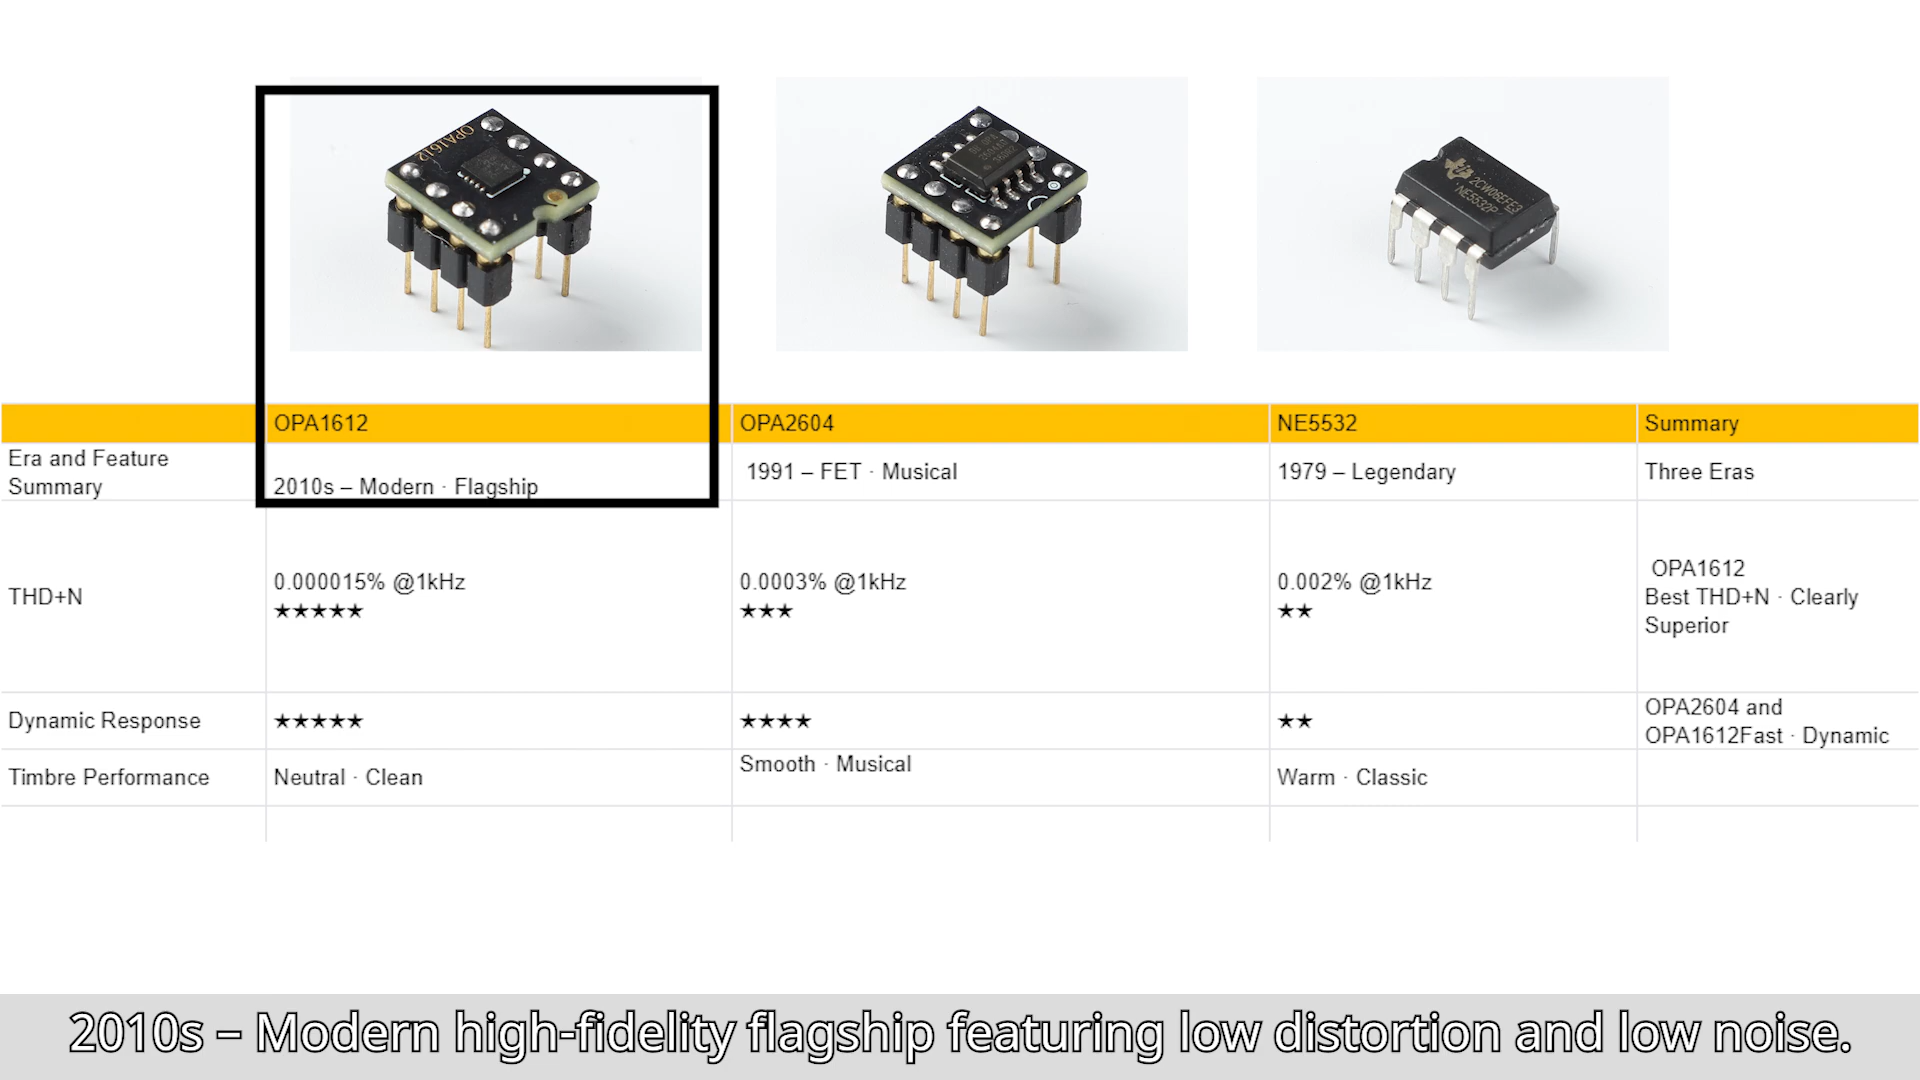 OPA1612
NE5532P
OPA1612
OPA2604
NE5532
Summary
Era and Feature
Summary
2010s – Modern · Flagship
1991 – FET · Musical
1979 – Legendary
Three Eras
THD+N
0.000015% @1kHz
★★★★★
0.0003% @1kHz
★★★
0.002% @1kHz
★★
OPA1612
Best THD+N · Clearly
Superior
Dynamic Response
★★★★★
★★★★
★★
OPA2604 and
OPA1612Fast · Dynamic
Timbre Performance
Neutral · Clean
Smooth · Musical
Warm · Classic
2010s – Modern high-fidelity flagship featuring low distortion and low noise.